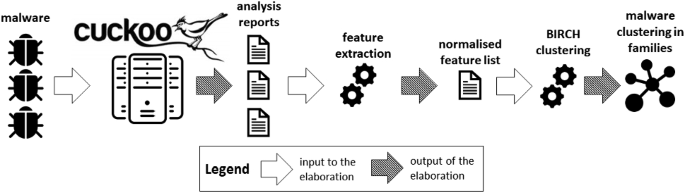 malware
cuckoo
analysis
reports
feature
extraction
normalised
feature list
BIRCH
clustering
malware
clustering in
families
Legend
input to the
elaboration
output of the
elaboration